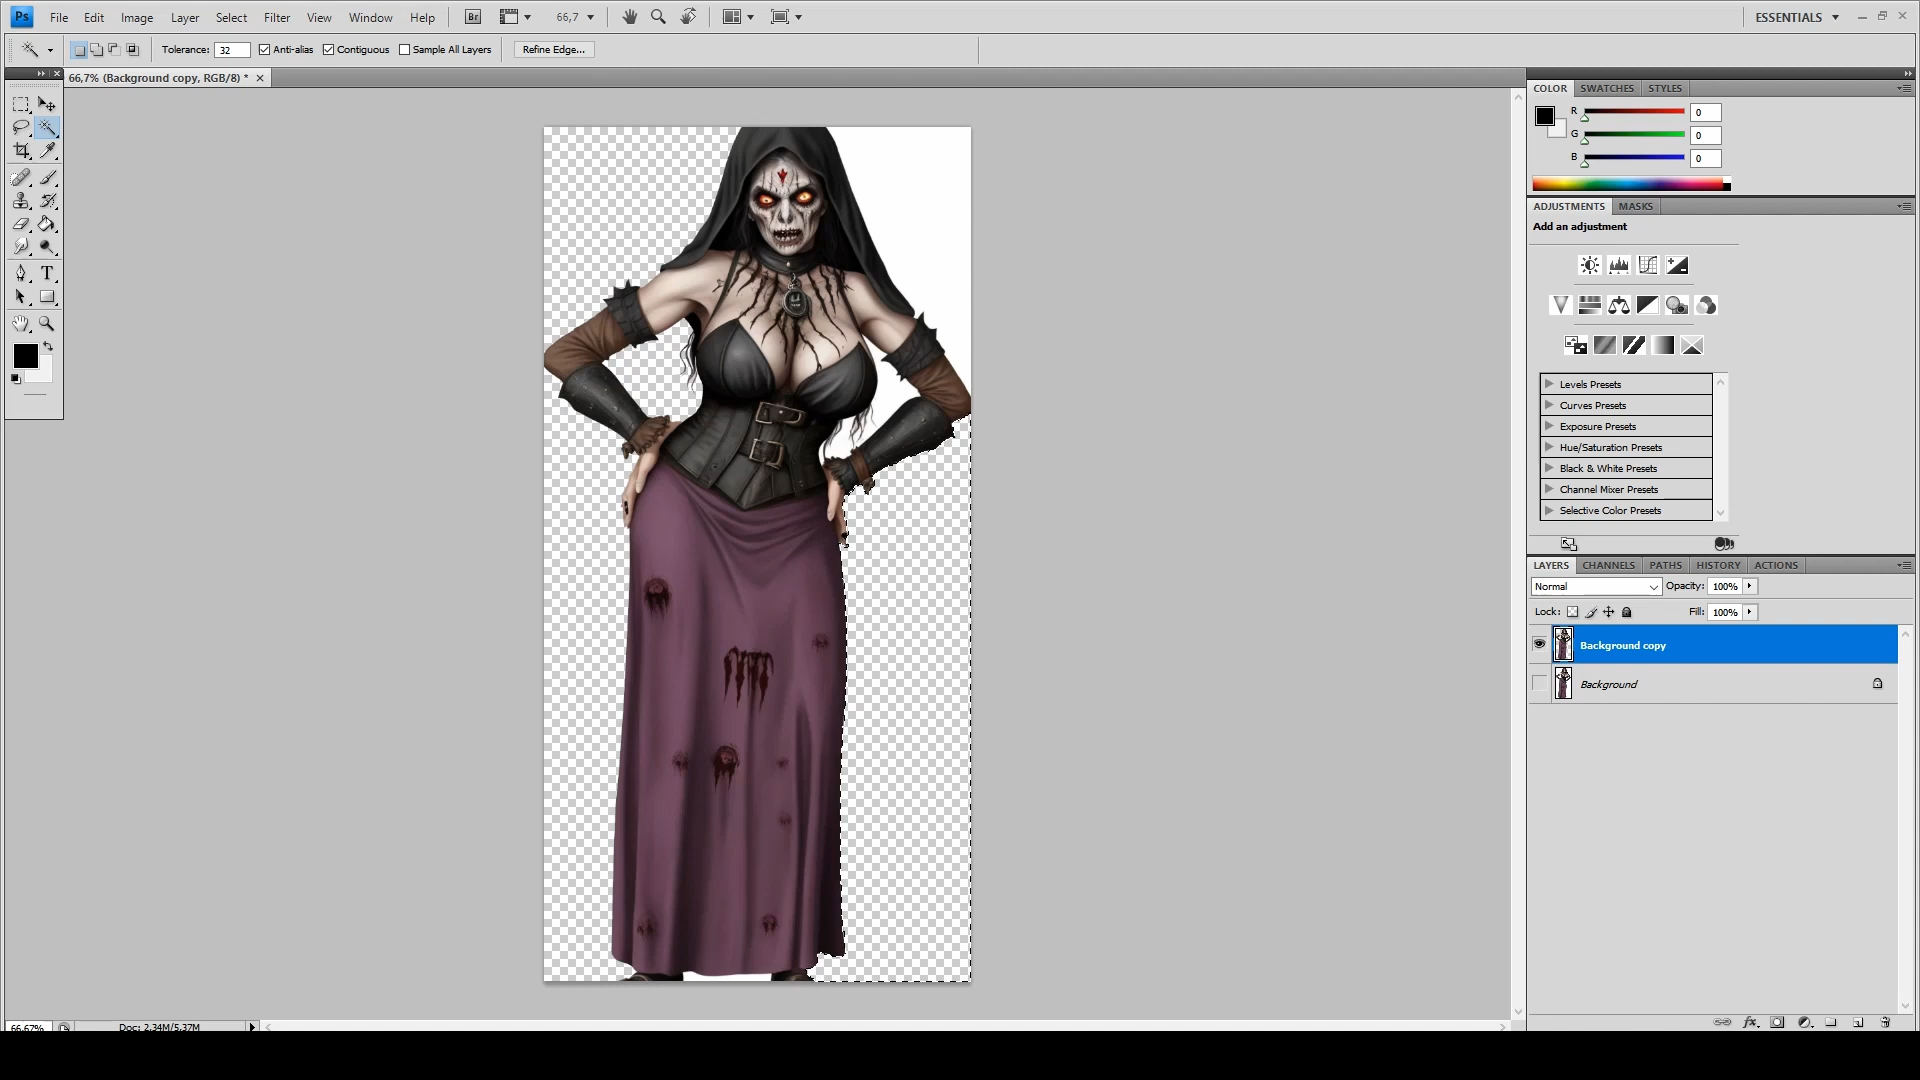 Ps File Edit Image Layer Select Filter View Window Help Br 66,7 ESSENTIALS
Tolerance: 32 Anti-alias Contiguous Sample All Layers Refine Edge...
66,7% (Background copy, RGB/8) *
COLOR SWATCHES STYLES
R 0
G 0
B 0
ADJUSTMENTS MASKS
Add an adjustment
Levels Presets
Curves Presets
Exposure Presets
Hue/Saturation Presets
Black & White Presets
Channel Mixer Presets
Selective Color Presets
LAYERS CHANNELS PATHS HISTORY ACTIONS
Normal Opacity: 100%
Lock: Fill: 100%
Background copy
Background
66,67% Doc: 2,34M/5,37M